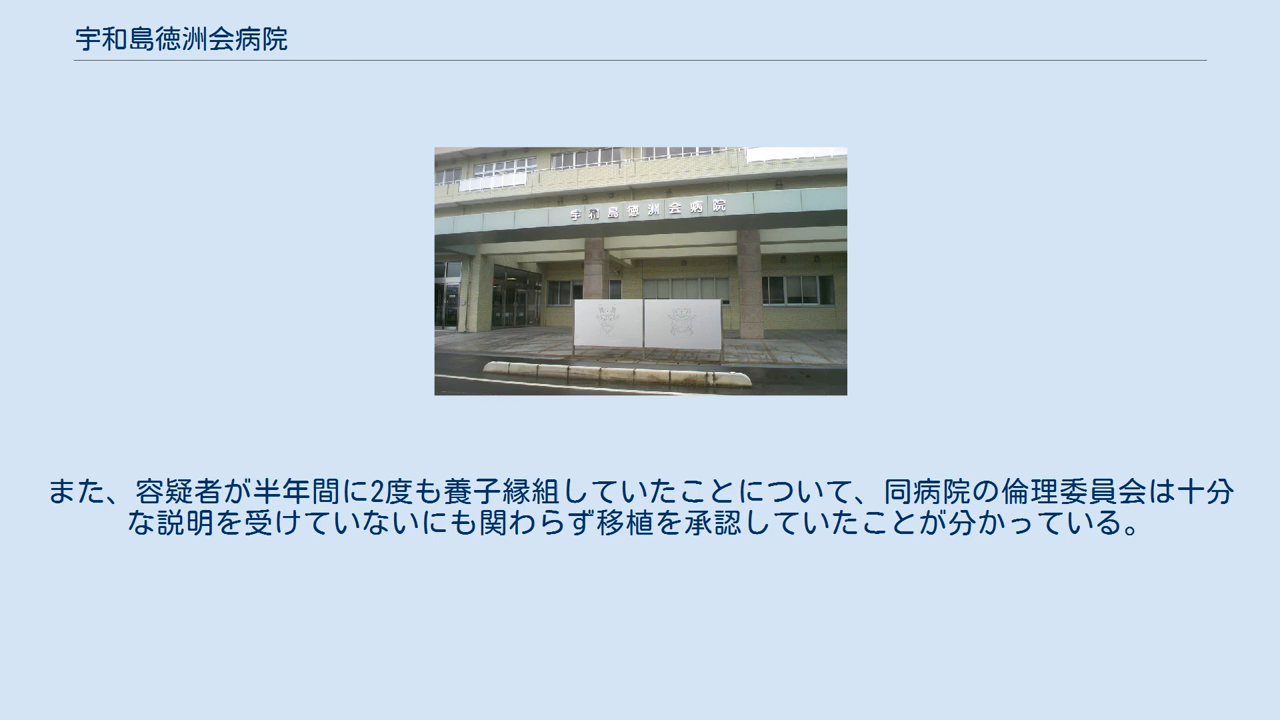 宇和島徳洲会病院
宇和島徳洲会病院
また、容疑者が半年間に2度も養子縁組していたことについて、同病院の倫理委員会は十分
な説明を受けていないにも関わらず移植を承認していたことが分かっている。